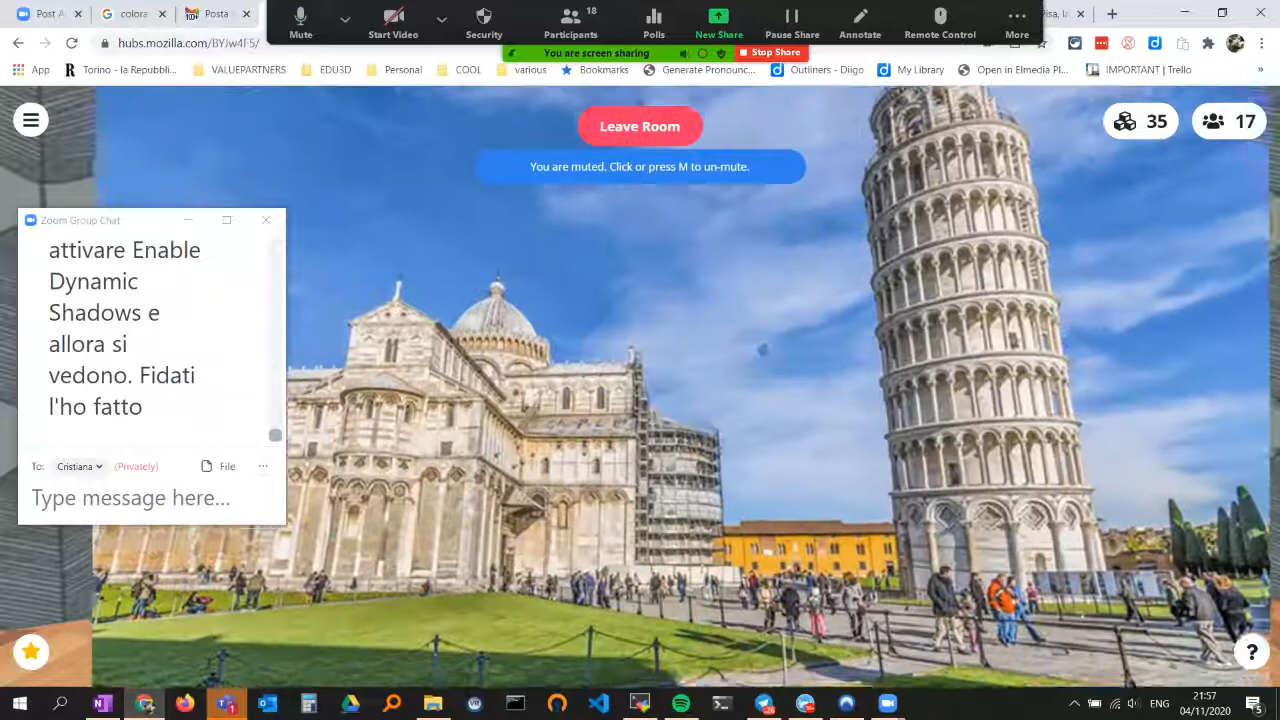 Post A
colora
Posta
Mute
Start Video
Security
18
Participants
Polls
New Share
Pause Share
Annotate
Remote Control
More
You are screen sharing
Stop Share
hubs.mozilla.com/BYJw4F5/
App
Torino - la Repubbli...
VALUEPARTNERS
EDU3D
Personal
COOL
various
Bookmarks
Generate Pronounc...
Outliners - Diigo
My Library
Open in Elmedia Pl...
IMPORTANT | Trello
»
Leave Room
35
17
You are muted. Click or press M to un-mute.
Zoom Group Chat
attivare Enable
Dynamic
Shadows e
allora si
vedono. Fidati
l'ho fatto
To: Cristiana (Privately)
File
Type message here...
?
ENG
21:57
04/11/2020
5